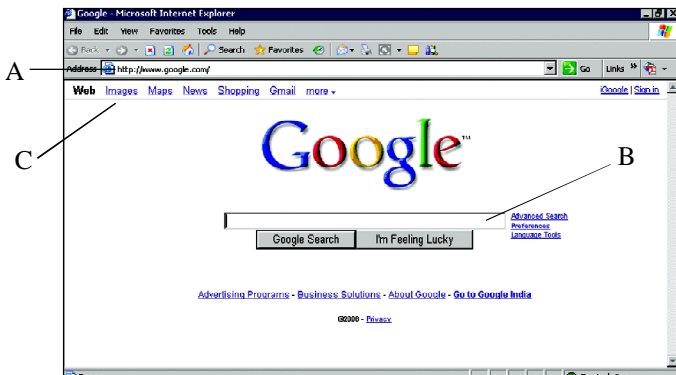 Google - Microsoft Internet Explorer
File Edit View Favorites Tools Help
Back Search Favorites
A
Address http://www.google.com/ Go Links »
Web Images Maps News Shopping Gmail more iGoogle | Sign in
C
Google™
B
Advanced Search
Preferences
Language Tools
Google Search I'm Feeling Lucky
Advertising Programs - Business Solutions - About Google - Go to Google India
- Privacy